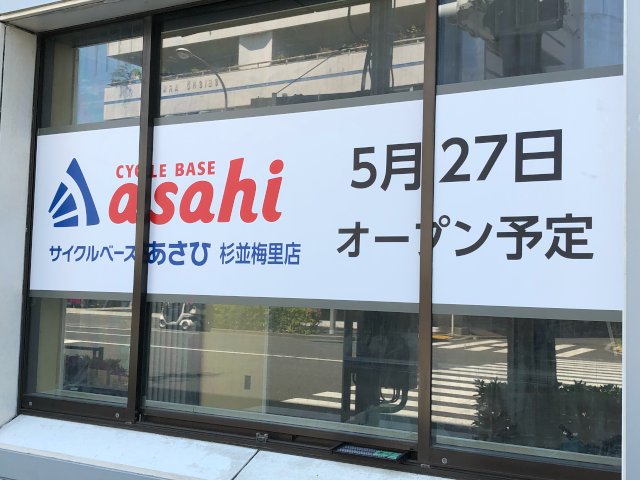 CYCLE BASE
asahi
サイクルベースあさひ 杉並梅里店
5月27日
オープン予定